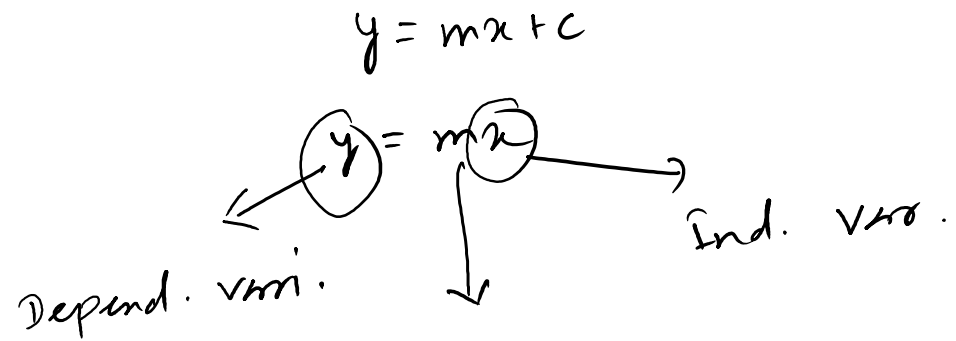 y = mx + c
y = mx
Ind. Var.
Depend. vari.